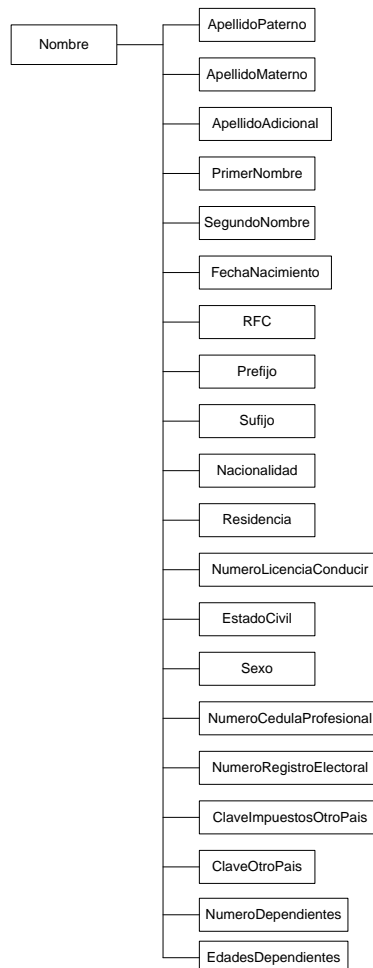 Nombre
ApellidoPaterno
ApellidoMaterno
ApellidoAdicional
PrimerNombre
SegundoNombre
FechaNacimiento
RFC
Prefijo
Sufijo
Nacionalidad
Residencia
NumeroLicenciaConducir
EstadoCivil
Sexo
NumeroCedulaProfesional
NumeroRegistroElectoral
ClaveImpuestosOtroPais
ClaveOtroPais
NumeroDependientes
EdadesDependientes